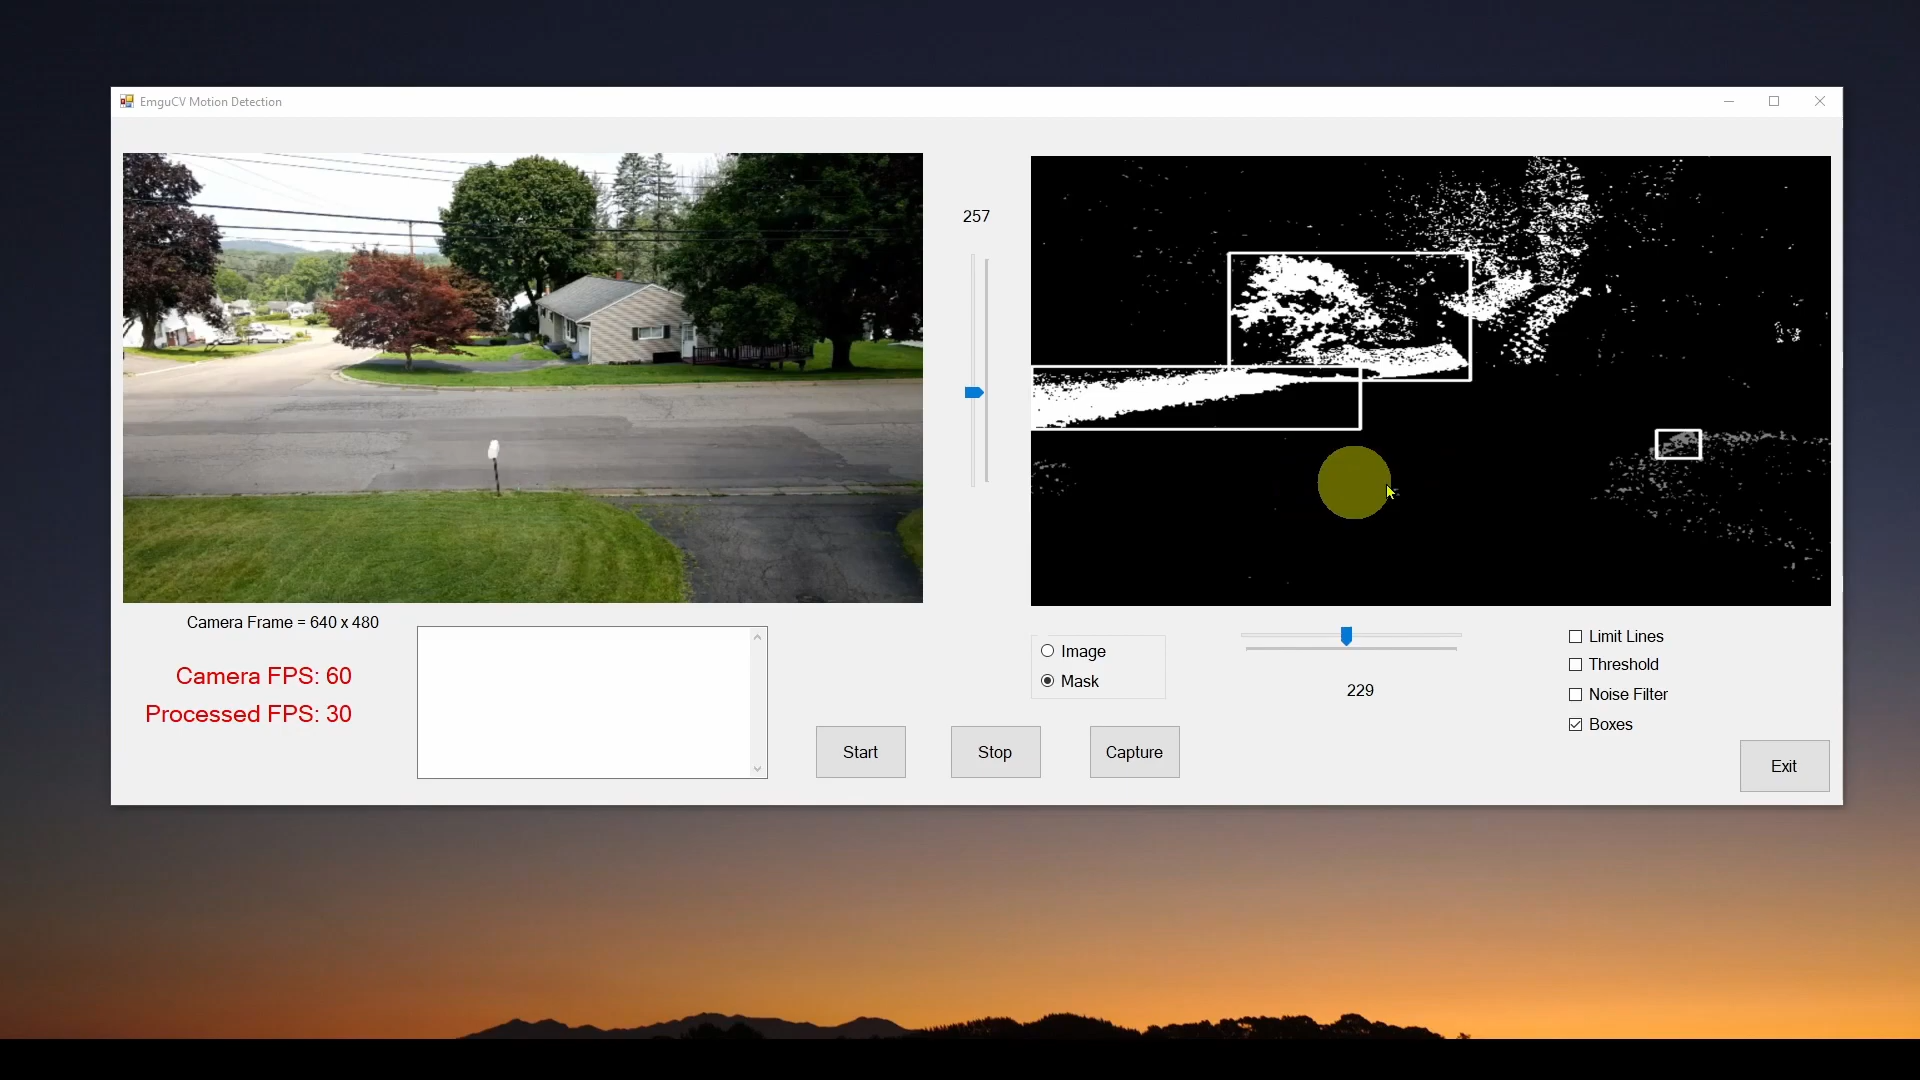 EmguCV Motion Detection
257
Camera Frame = 640 x 480
Camera FPS: 60
Processed FPS: 30
Image
Mask
229
Limit Lines
Threshold
Noise Filter
Boxes
Start
Stop
Capture
Exit